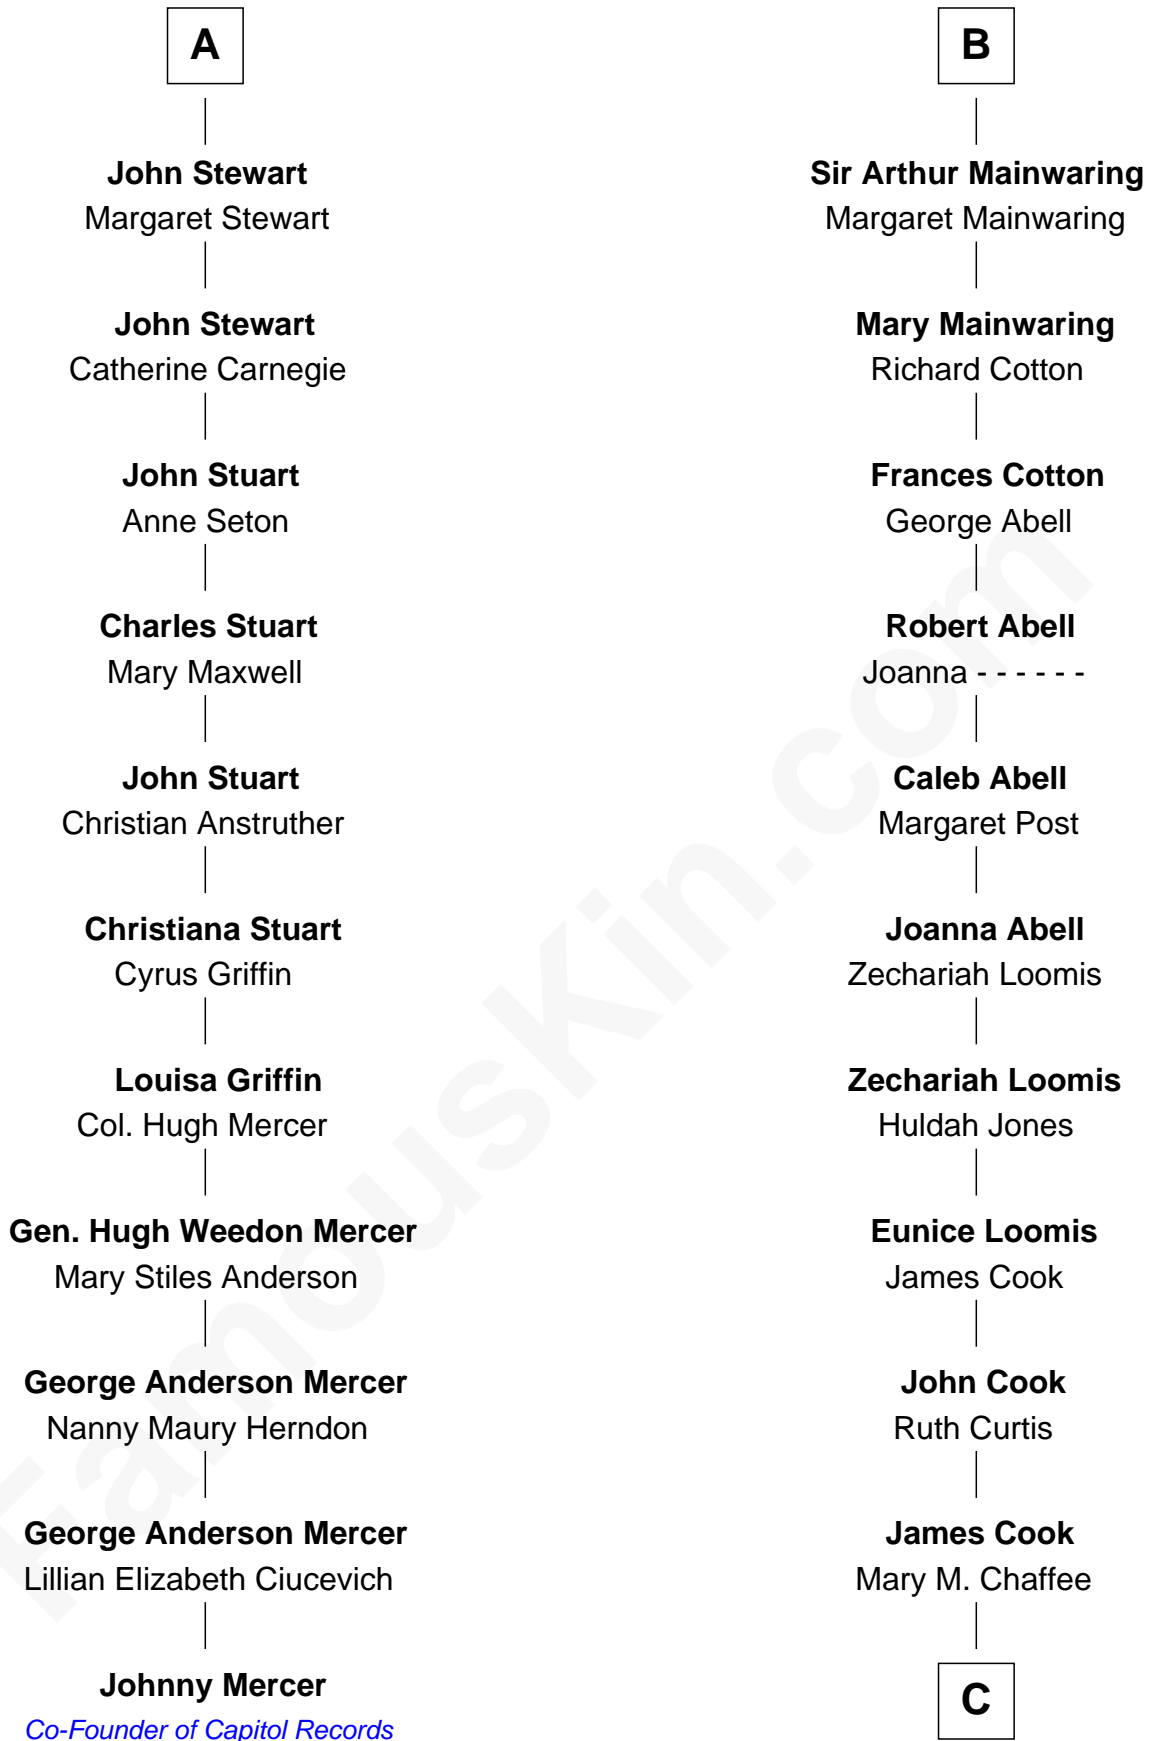 A
John Stewart
Margaret Stewart
John Stewart
Catherine Carnegie
John Stuart
Anne Seton
Charles Stuart
Mary Maxwell
John Stuart
Christian Anstruther
Christiana Stuart
Cyrus Griffin
Louisa Griffin
Col. Hugh Mercer
Gen. Hugh Weedon Mercer
Mary Stiles Anderson
George Anderson Mercer
Nanny Maury Herndon
George Anderson Mercer
Lillian Elizabeth Ciucevich
Johnny Mercer
Co-Founder of Capitol Records
B
Sir Arthur Mainwaring
Margaret Mainwaring
Mary Mainwaring
Richard Cotton
Frances Cotton
George Abell
Robert Abell
Joanna - - - - - -
Caleb Abell
Margaret Post
Joanna Abell
Zechariah Loomis
Zechariah Loomis
Huldah Jones
Eunice Loomis
James Cook
John Cook
Ruth Curtis
James Cook
Mary M. Chaffee
C
FamousKin.com